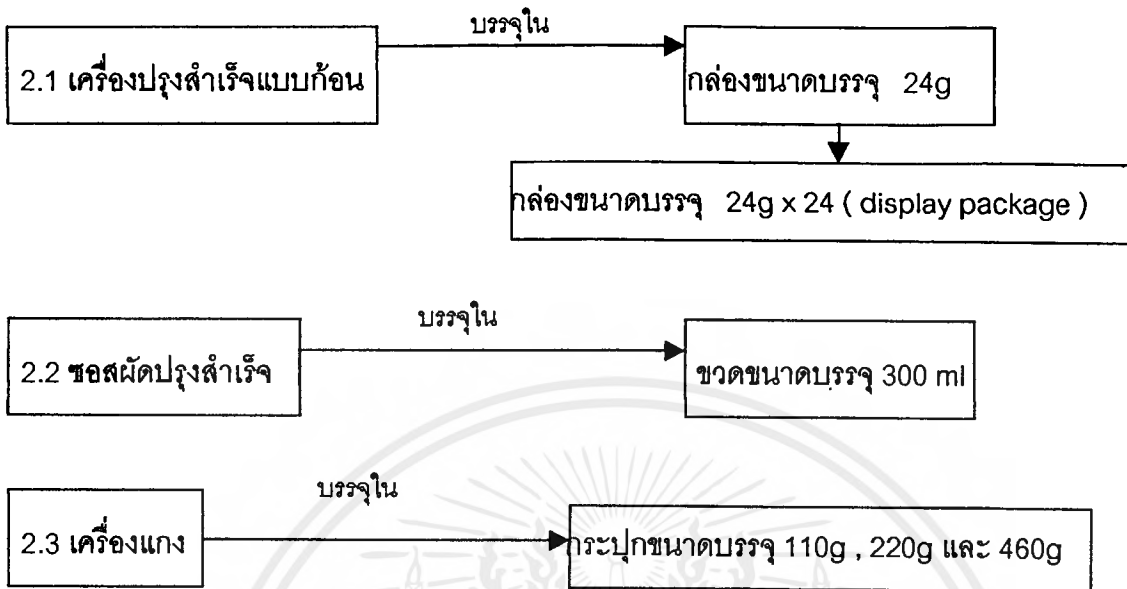 บรรจุใน
2.1 เครื่องปรุงสำเร็จแบบก้อน
กล่องขนาดบรรจุ 24g
กล่องขนาดบรรจุ 24g x 24 ( display package )
บรรจุใน
2.2 ซอสผัดปรุงสำเร็จ
ขวดขนาดบรรจุ 300 ml
บรรจุใน
2.3 เครื่องแกง
กระปุกขนาดบรรจุ 110g , 220g และ 460g